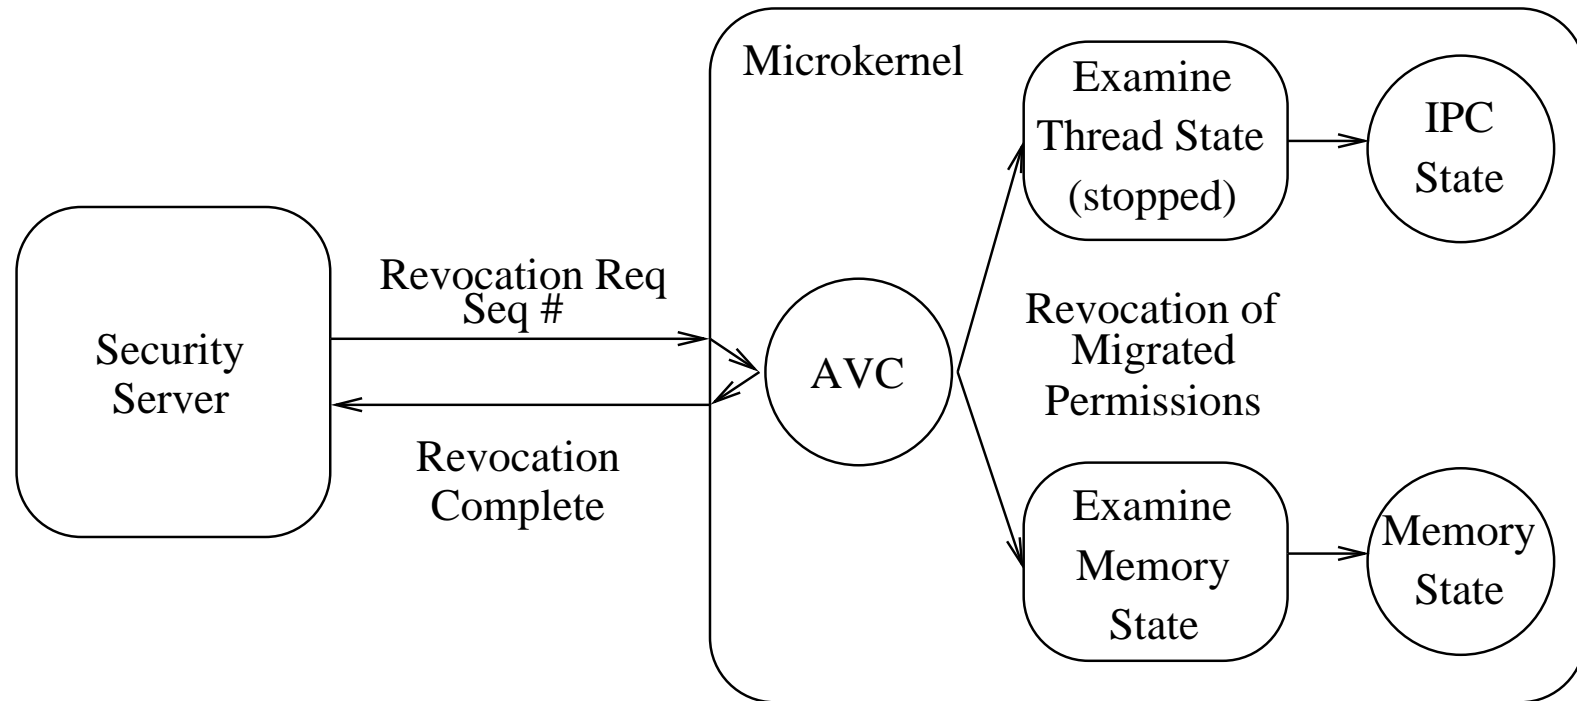 Microkernel
Examine
Thread State
(stopped)
IPC
State
Revocation Req
Seq #
Security
Server
AVC
Revocation of
Migrated
Permissions
Revocation
Complete
Examine
Memory
State
Memory
State